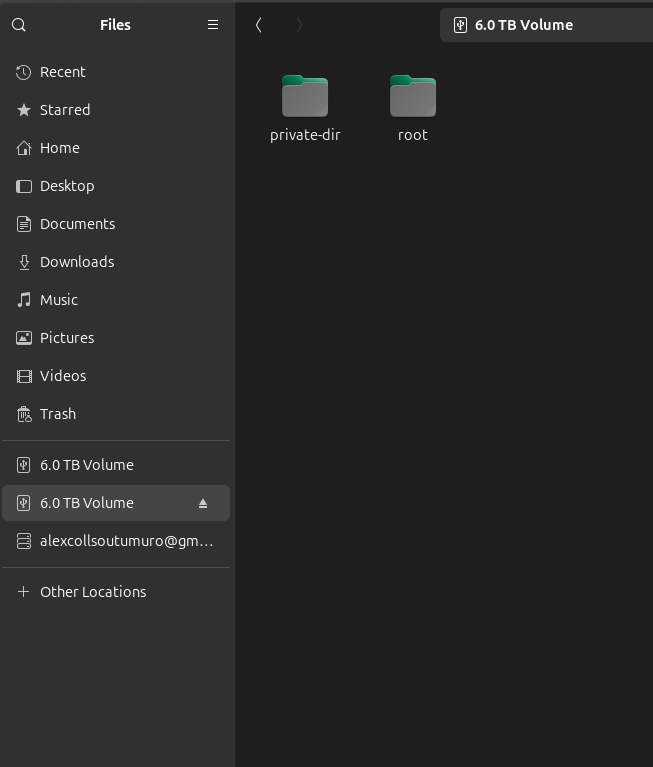 Files
6.0 TB Volume
Recent
Starred
Home
Desktop
Documents
Downloads
Music
Pictures
Videos
Trash
6.0 TB Volume
6.0 TB Volume
alexcollsoutumuro@gm...
Other Locations
private-dir
root